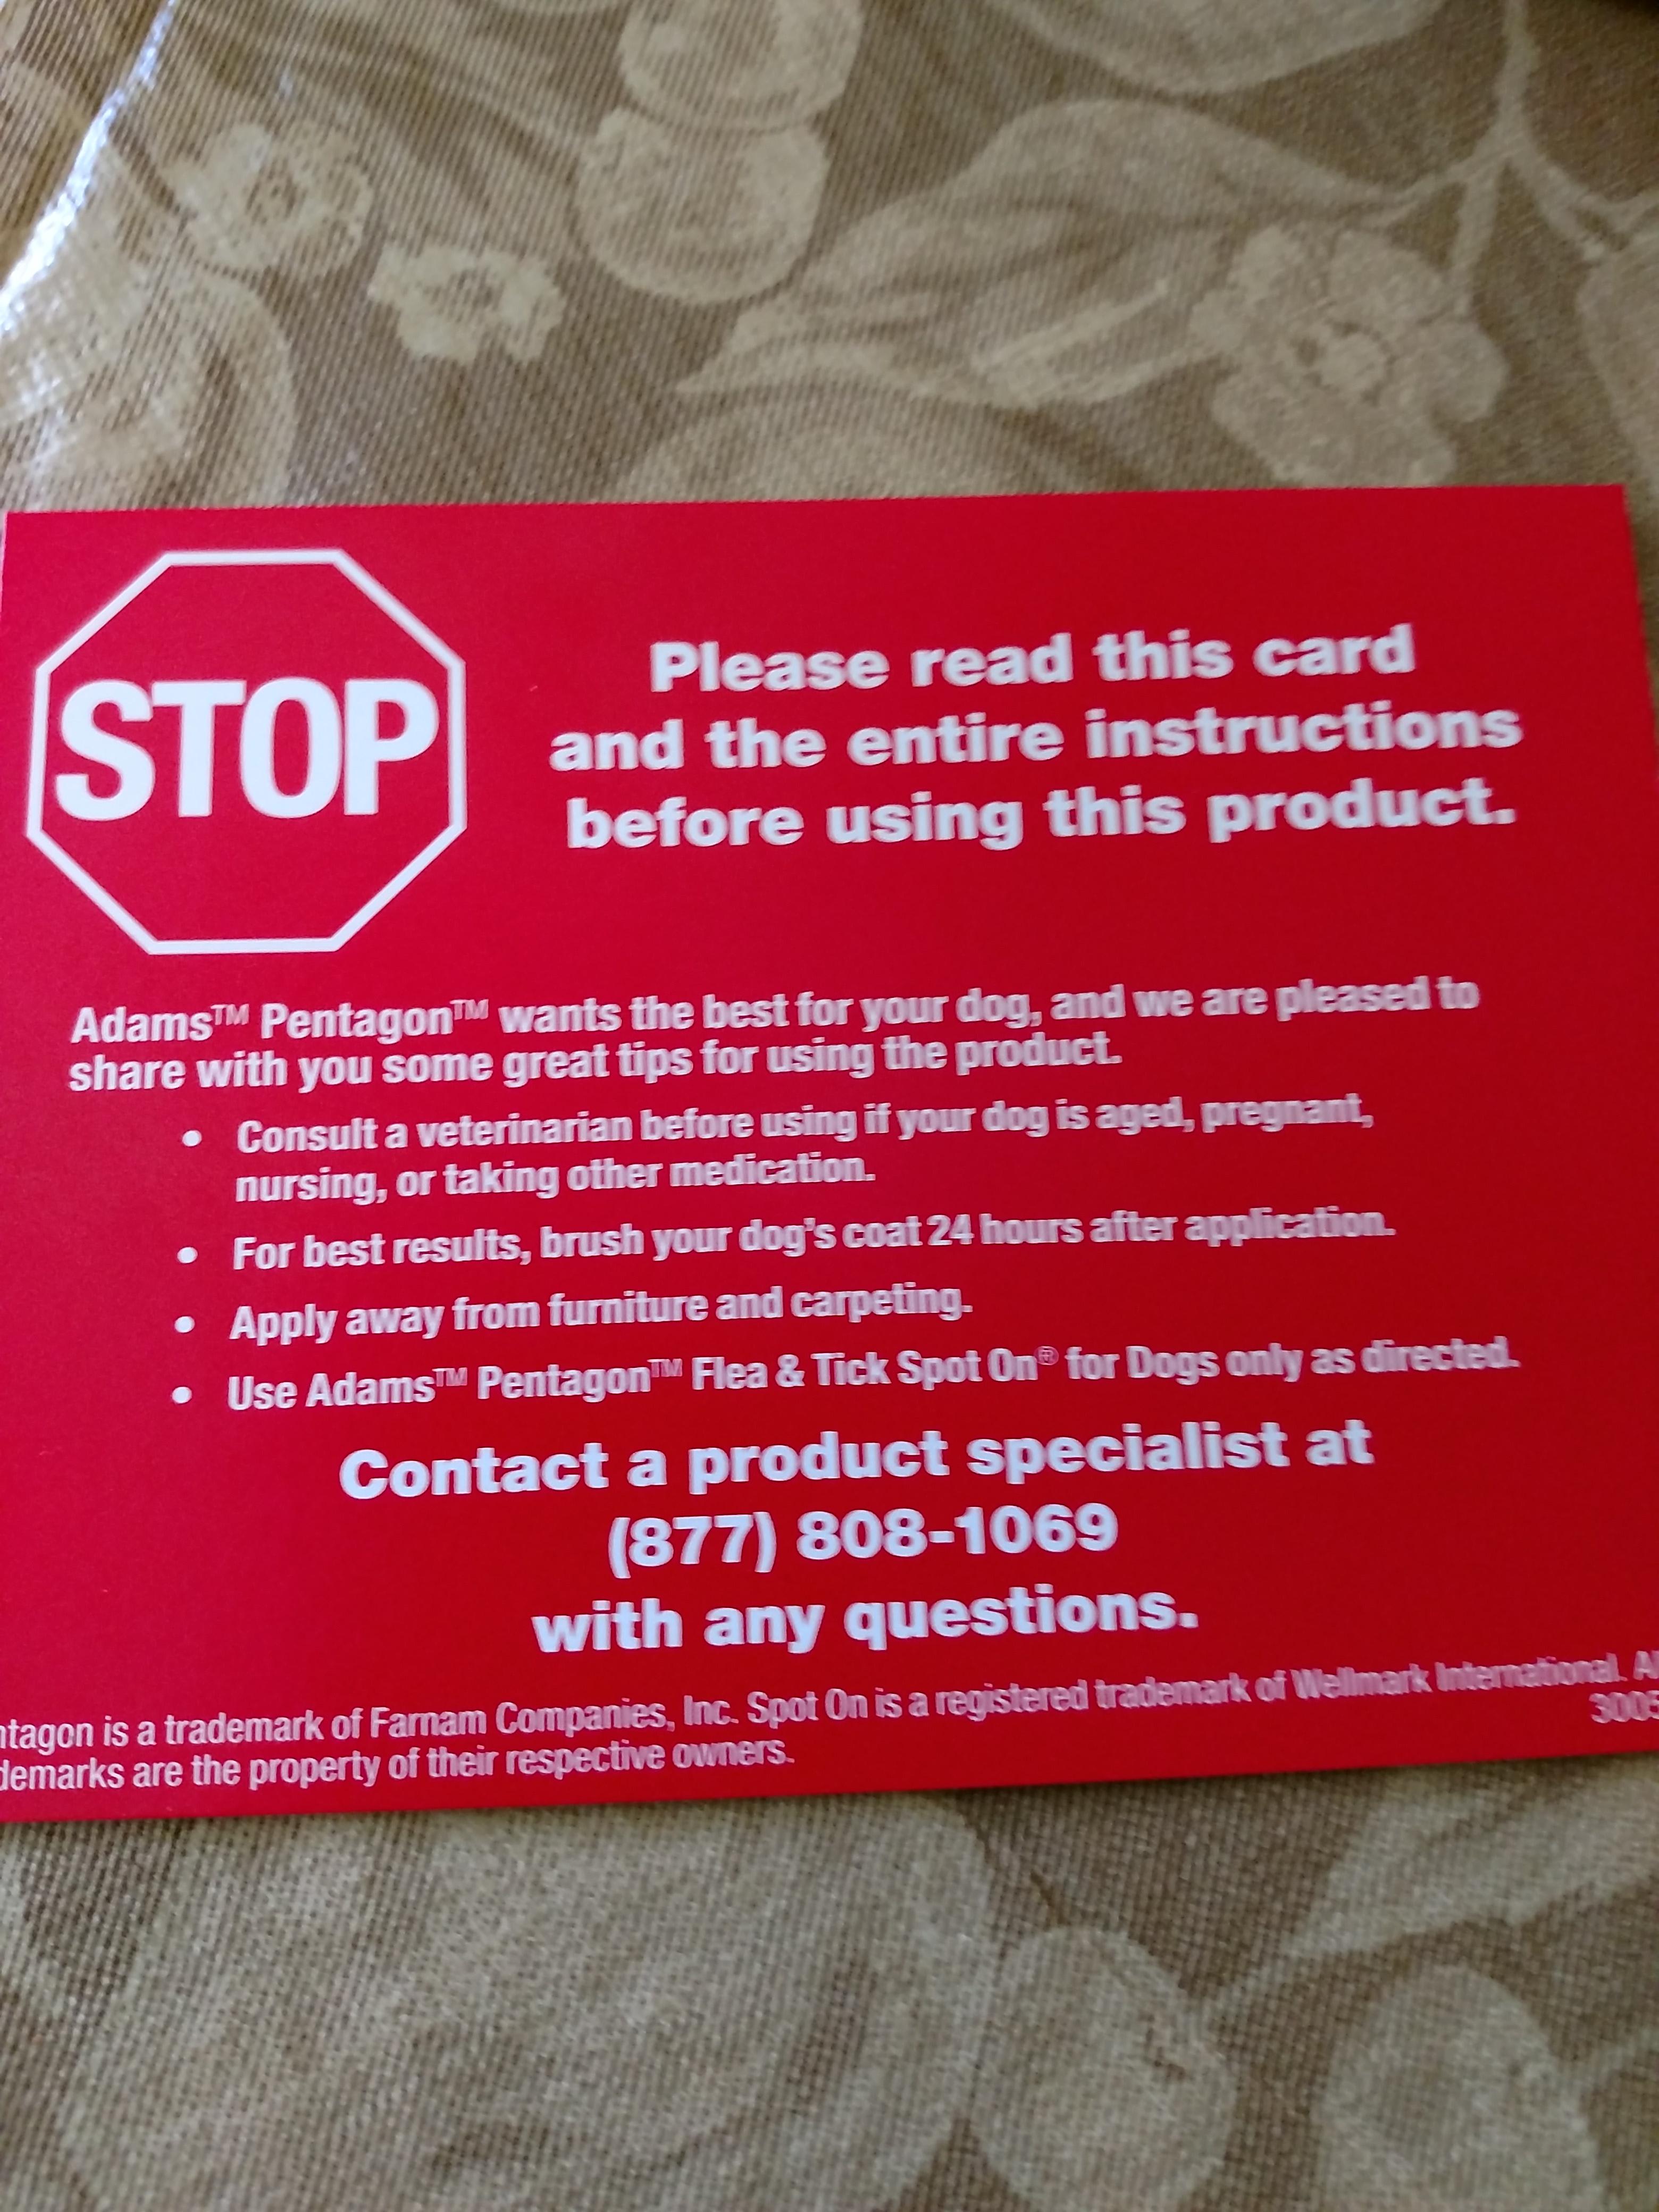 STOP
Please read this card
and the entire instructions
before using this product.
Adams™ Pentagon™ wants the best for your dog, and we are pleased to
share with you some great tips for using the product.
• Consult a veterinarian before using if your dog is aged, pregnant,
nursing, or taking other medication.
• For best results, brush your dog's coat 24 hours after application.
• Apply away from furniture and carpeting.
• Use Adams™ Pentagon™ Flea & Tick Spot On® for Dogs only as directed.
Contact a product specialist at
(877) 808-1069
with any questions.
ntagon is a trademark of Farnam Companies, Inc. Spot On is a registered trademark of Wellmark International. Al
demarks are the property of their respective owners.
3005